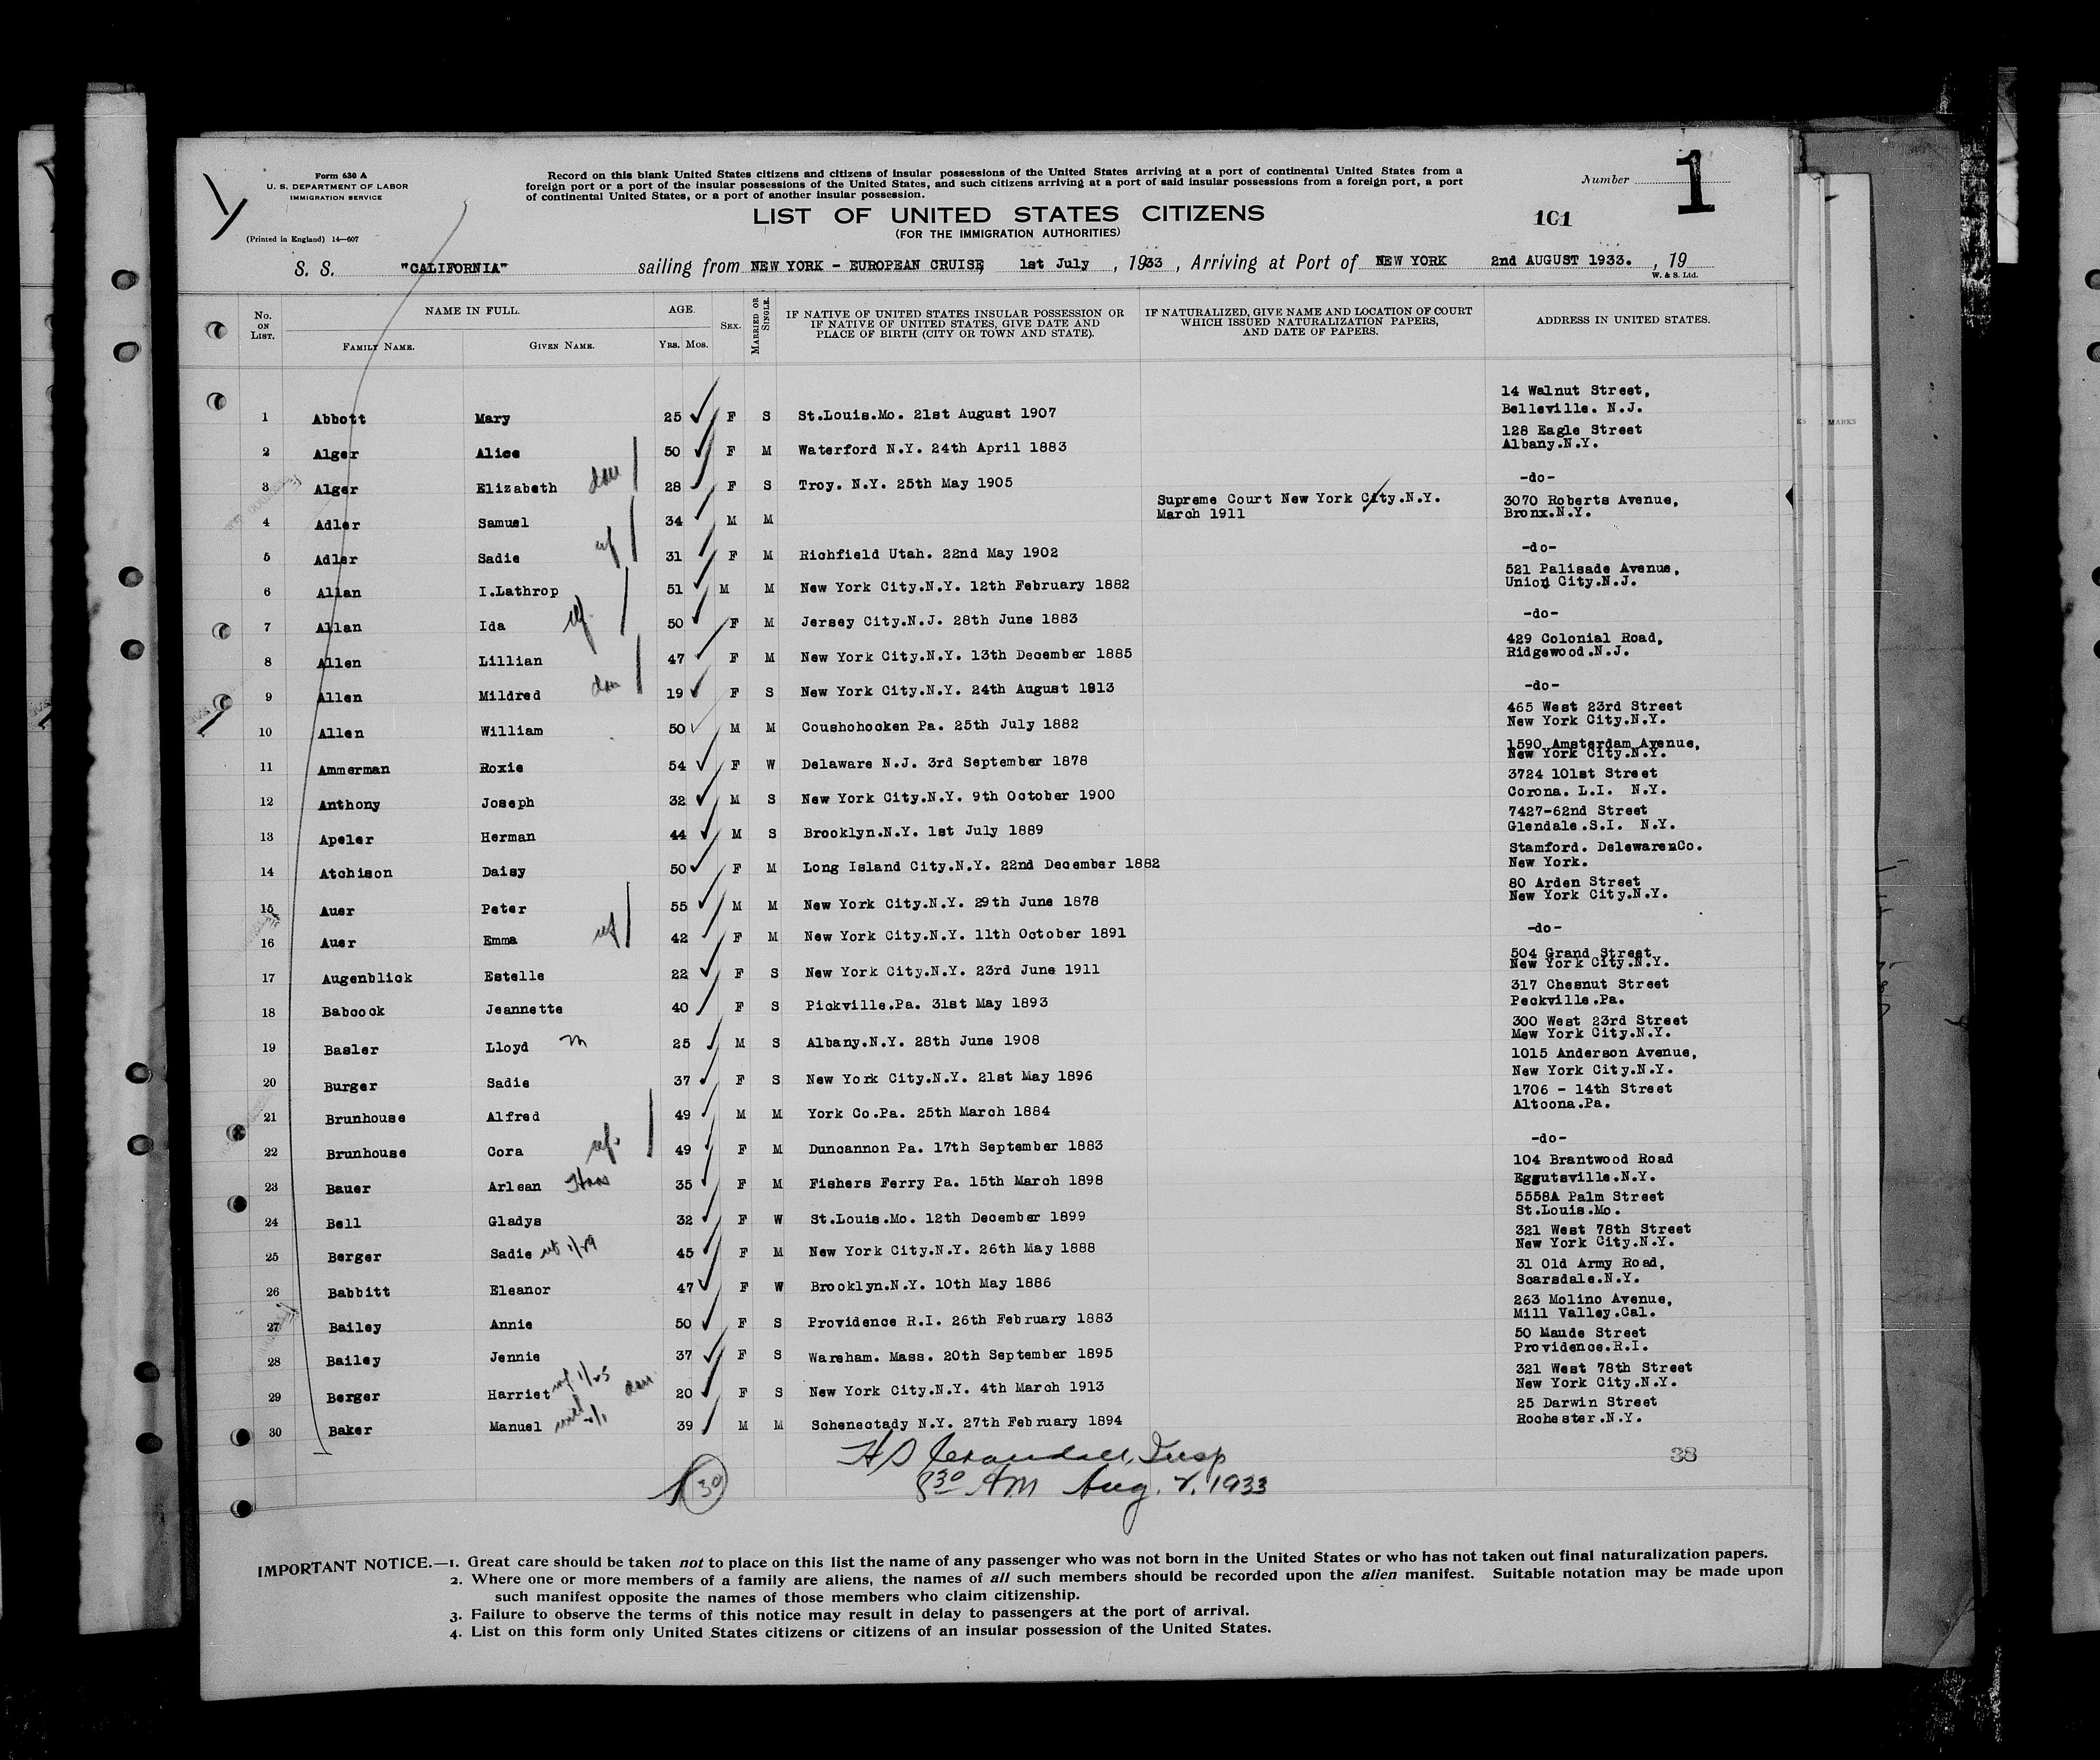 Form 630 A
U. S. DEPARTMENT OF LABOR
IMMIGRATION SERVICE
(Printed in England) 14—607
Record on this blank United States citizens and citizens of insular possessions of the United States arriving at a port of continental United States from a
foreign port or a port of the insular possessions of the United States, and such citizens arriving at a port of said insular possessions from a foreign port, a port
of continental United States, or a port of another insular possession.
Number 1
LIST OF UNITED STATES CITIZENS
(FOR THE IMMIGRATION AUTHORITIES)
101
S. S. "CALIFORNIA" sailing from NEW YORK - EUROPEAN CRUISE, 1st July, 1933, Arriving at Port of NEW YORK 2nd AUGUST 1933., 19
W. & S. Ltd.
No. ON LIST. NAME IN FULL. FAMILY NAME. GIVEN NAME. AGE. YRS. MOS. SEX. MARRIED OR SINGLE. IF NATIVE OF UNITED STATES INSULAR POSSESSION OR IF NATIVE OF UNITED STATES, GIVE DATE AND PLACE OF BIRTH (CITY OR TOWN AND STATE). IF NATURALIZED, GIVE NAME AND LOCATION OF COURT WHICH ISSUED NATURALIZATION PAPERS, AND DATE OF PAPERS. ADDRESS IN UNITED STATES.
1 Abbott Mary 25 F S St.Louis.Mo. 21st August 1907 14 Walnut Street, Belleville. N.J.
2 Alger Alice 50 F M Waterford N.Y. 24th April 1883 128 Eagle Street Albany.N.Y.
3 Alger Elizabeth dau 28 F S Troy. N.Y. 25th May 1905 -do-
4 Adler Samuel 34 M M Supreme Court New York City.N.Y. March 1911 3070 Roberts Avenue, Bronx.N.Y.
5 Adler Sadie wf 31 F M Richfield Utah. 22nd May 1902 -do-
6 Allan I.Lathrop 51 M M New York City.N.Y. 12th February 1882 521 Palisade Avenue, Union City.N.J.
7 Allan Ida wf. 50 F M Jersey City.N.J. 28th June 1883 -do-
8 Allen Lillian 47 F M New York City.N.Y. 13th December 1885 429 Colonial Road, Ridgewood.N.J.
9 Allen Mildred dau 19 F S New York City.N.Y. 24th August 1913 -do-
10 Allen William 50 M M Coushohocken Pa. 25th July 1882 465 West 23rd Street New York City.N.Y.
11 Ammerman Roxie 54 F W Delaware N.J. 3rd September 1878 1590 Amsterdam Avenue, New York City.N.Y.
12 Anthony Joseph 32 M S New York City.N.Y. 9th October 1900 3724 101st Street Corona. L.I. N.Y.
13 Apeler Herman 44 M S Brooklyn.N.Y. 1st July 1889 7427-62nd Street Glendale.S.I. N.Y.
14 Atchison Daisy 50 F M Long Island City.N.Y. 22nd December 1882 Stamford. DelewareCo. New York.
15 Auer Peter 55 M M New York City.N.Y. 29th June 1878 80 Arden Street New York City.N.Y.
16 Auer Emma wf 42 F M New York City.N.Y. 11th October 1891 -do-
17 Augenblick Estelle 22 F S New York City.N.Y. 23rd June 1911 504 Grand Street, New York City.N.Y.
18 Babcock Jeannette 40 F S Pickville.Pa. 31st May 1893 317 Chesnut Street Peckville.Pa.
19 Basler Lloyd m 25 M S Albany.N.Y. 28th June 1908 300 West 23rd Street Mew York City.N.Y.
20 Burger Sadie 37 F S New York City.N.Y. 21st May 1896 1015 Anderson Avenue, New York City.N.Y.
21 Brunhouse Alfred 49 M M York Co.Pa. 25th March 1884 1706 - 14th Street Altoona.Pa.
22 Brunhouse Cora wf. 49 F M Duncannon Pa. 17th September 1883 -do-
23 Bauer Arlean 35 F M Fishers Ferry Pa. 15th March 1898 104 Brantwood Road Eggutsville.N.Y.
24 Bell Gladys 32 F W St.Louis.Mo. 12th December 1899 5558A Palm Street St.Louis.Mo.
25 Berger Sadie 45 F M New York City.N.Y. 26th May 1888 321 West 78th Street New York City.N.Y.
26 Babbitt Eleanor 47 F W Brooklyn.N.Y. 10th May 1886 31 Old Army Road, Scarsdale.N.Y.
27 Bailey Annie 50 F S Providence R.I. 26th February 1883 263 Molino Avenue, Mill Valley.Cal.
28 Bailey Jennie 37 F S Wareham. Mass. 20th September 1895 50 Maude Street Providence.R.I.
29 Berger Harriet dau. 20 F S New York City.N.Y. 4th March 1913 321 West 78th Street New York City.N.Y.
30 Baker Manuel 39 M M Schenectady N.Y. 27th February 1894 25 Darwin Street Rochester.N.Y.
Insp
30
8 30 AM Aug. 2, 1933
38
IMPORTANT NOTICE.—1. Great care should be taken not to place on this list the name of any passenger who was not born in the United States or who has not taken out final naturalization papers.
2. Where one or more members of a family are aliens, the names of all such members should be recorded upon the alien manifest. Suitable notation may be made upon
such manifest opposite the names of those members who claim citizenship.
3. Failure to observe the terms of this notice may result in delay to passengers at the port of arrival.
4. List on this form only United States citizens or citizens of an insular possession of the United States.
MARKS